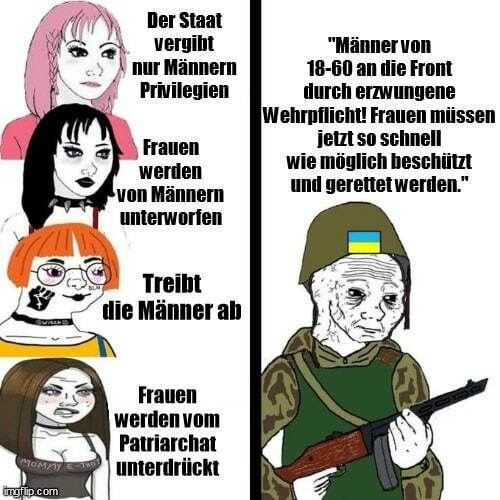 Der Staat
vergibt
nur Männern
Privilegien
Frauen
werden
von Männern
unterworfen
BLM
Treibt
die Männer ab
Frauen
werden vom
Patriarchat
unterdrückt
"Männer von
18-60 an die Front
durch erzwungene
Wehrpflicht! Frauen müssen
jetzt so schnell
wie möglich beschützt
und gerettet werden."
imgflip.com